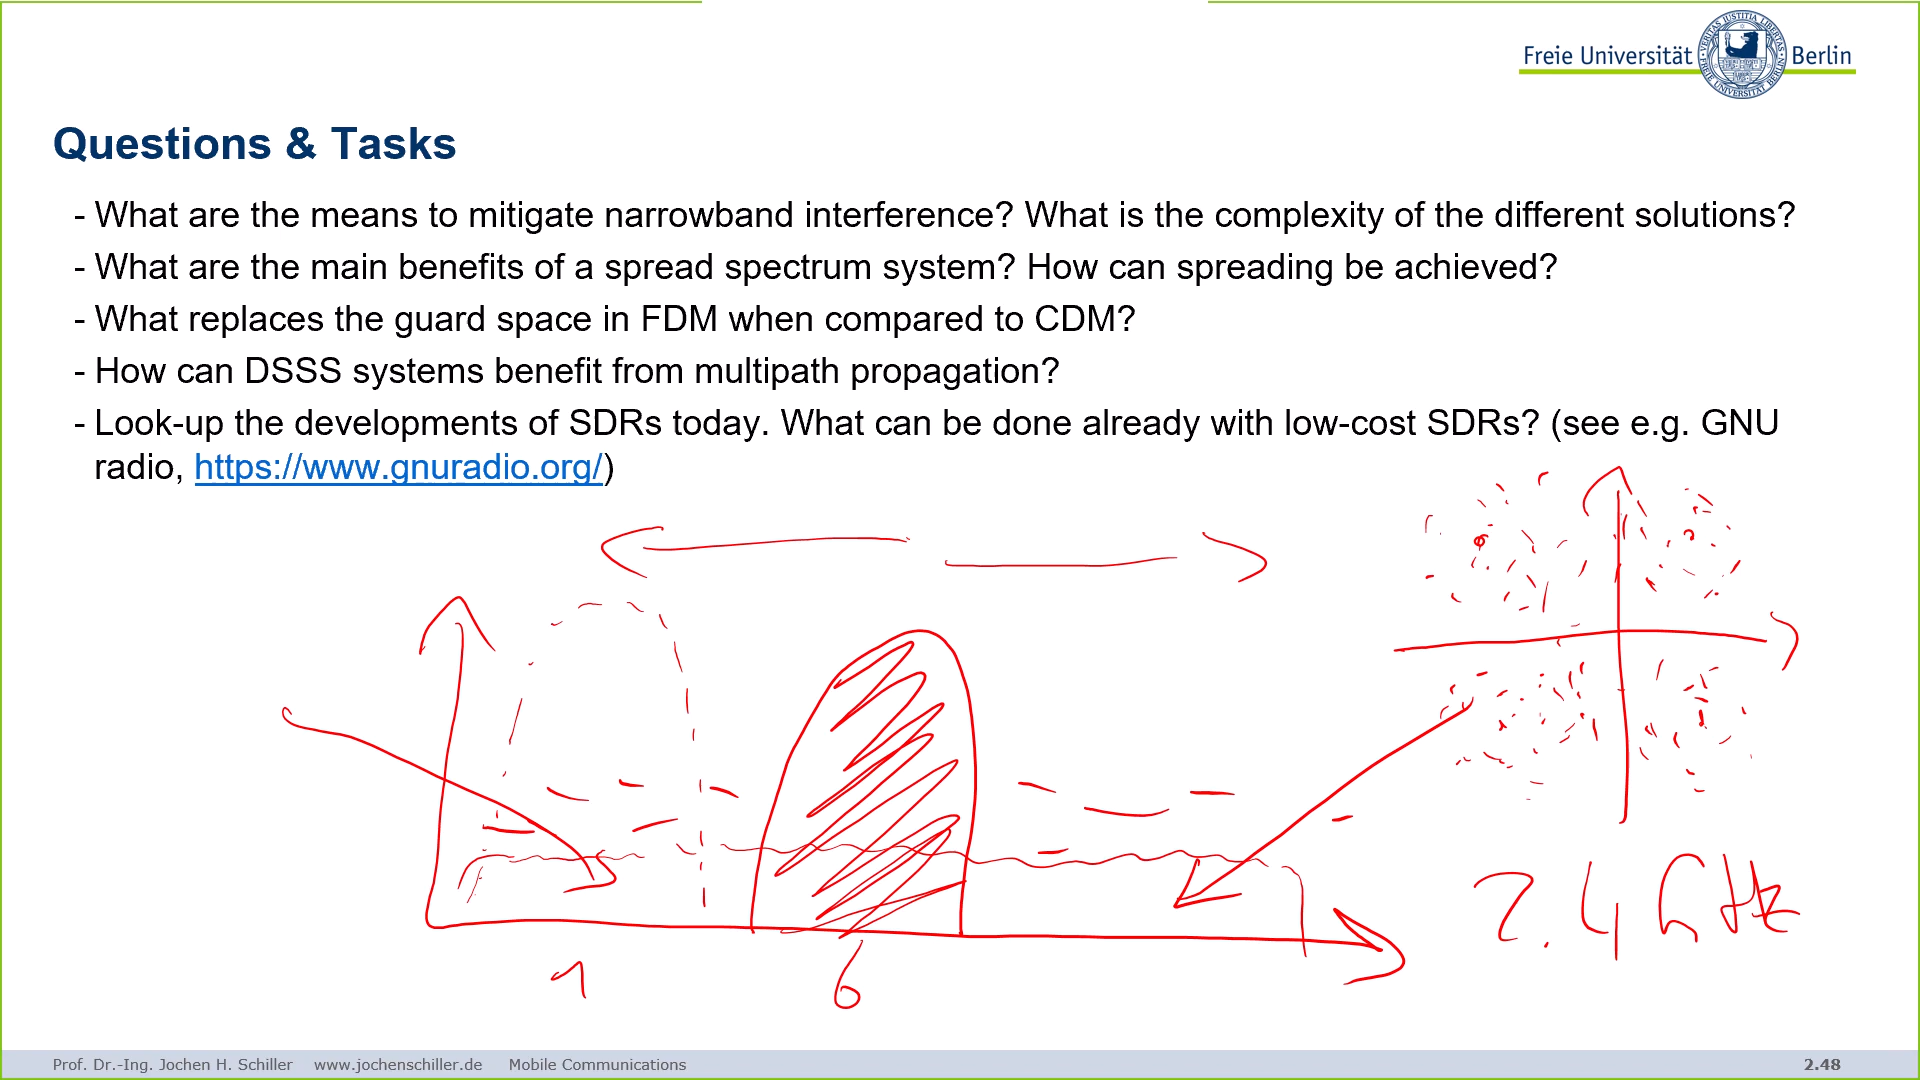 Freie Universität Berlin
Questions & Tasks
- What are the means to mitigate narrowband interference? What is the complexity of the different solutions?
- What are the main benefits of a spread spectrum system? How can spreading be achieved?
- What replaces the guard space in FDM when compared to CDM?
- How can DSSS systems benefit from multipath propagation?
- Look-up the developments of SDRs today. What can be done already with low-cost SDRs? (see e.g. GNU
radio, https://www.gnuradio.org/)
2.4 GHz
1 6
Prof. Dr.-Ing. Jochen H. Schiller www.jochenschiller.de Mobile Communications 2.48